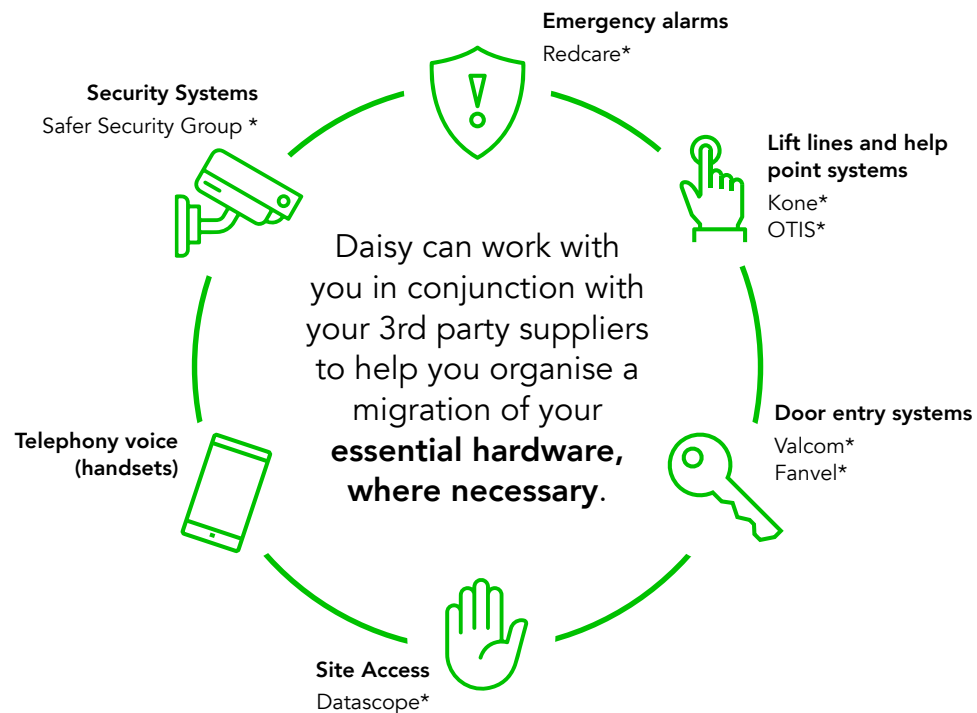 Emergency alarms
Redcare*
Security Systems
Safer Security Group *
Lift lines and help
point systems
Kone*
OTIS*
Daisy can work with
you in conjunction with
your 3rd party suppliers
to help you organise a
migration of your
essential hardware,
where necessary.
Door entry systems
Valcom*
Fanvel*
Telephony voice
(handsets)
Site Access
Datascope*